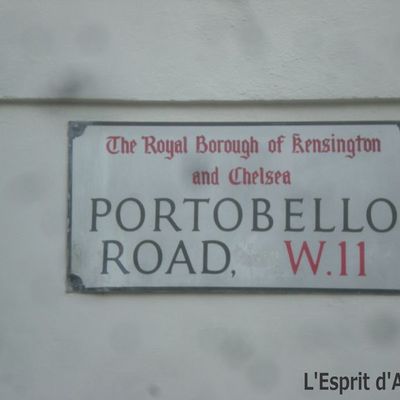 The Royal Borough of Kensington
and Chelsea
PORTOBELLO
ROAD, W.11
L'Esprit d'A